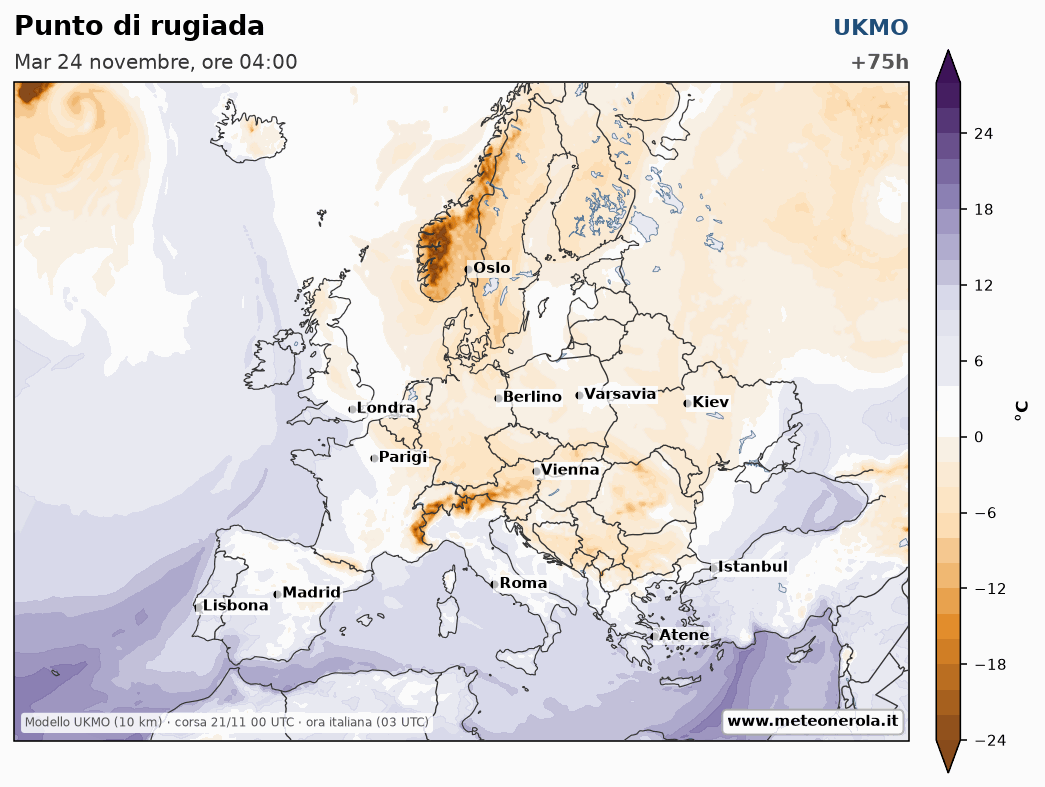 Punto di rugiada
UKMO
Mar 24 novembre, ore 04:00
+75h
Oslo
Londra
Berlino
Varsavia
Kiev
Parigi
Vienna
Istanbul
Roma
Madrid
Lisbona
Atene
24
18
12
6
0
−6
−12
−18
−24
°C
Modello UKMO (10 km) · corsa 21/11 00 UTC · ora italiana (03 UTC)
www.meteonerola.it